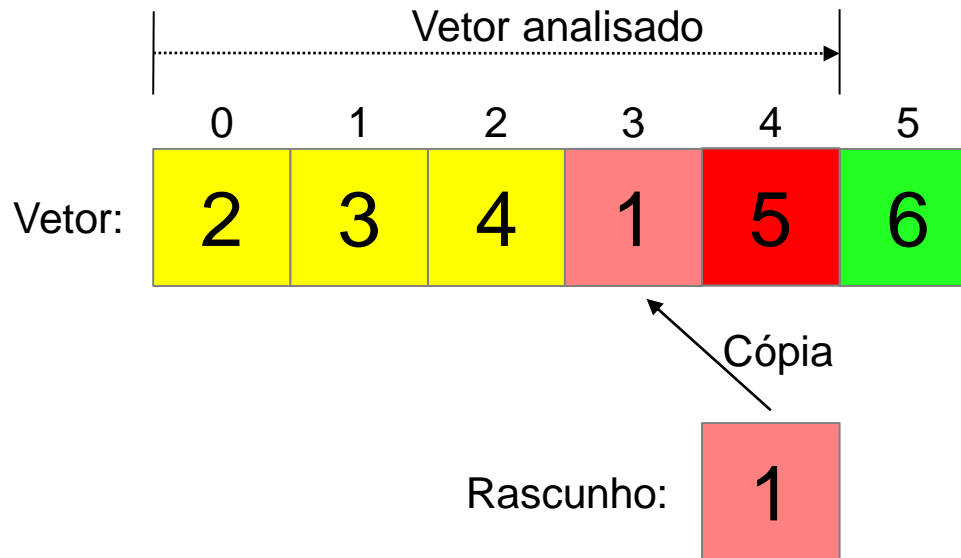 Vetor analisado
0 1 2 3 4 5
Vetor: 2 3 4 1 5 6
Cópia
Rascunho: 1